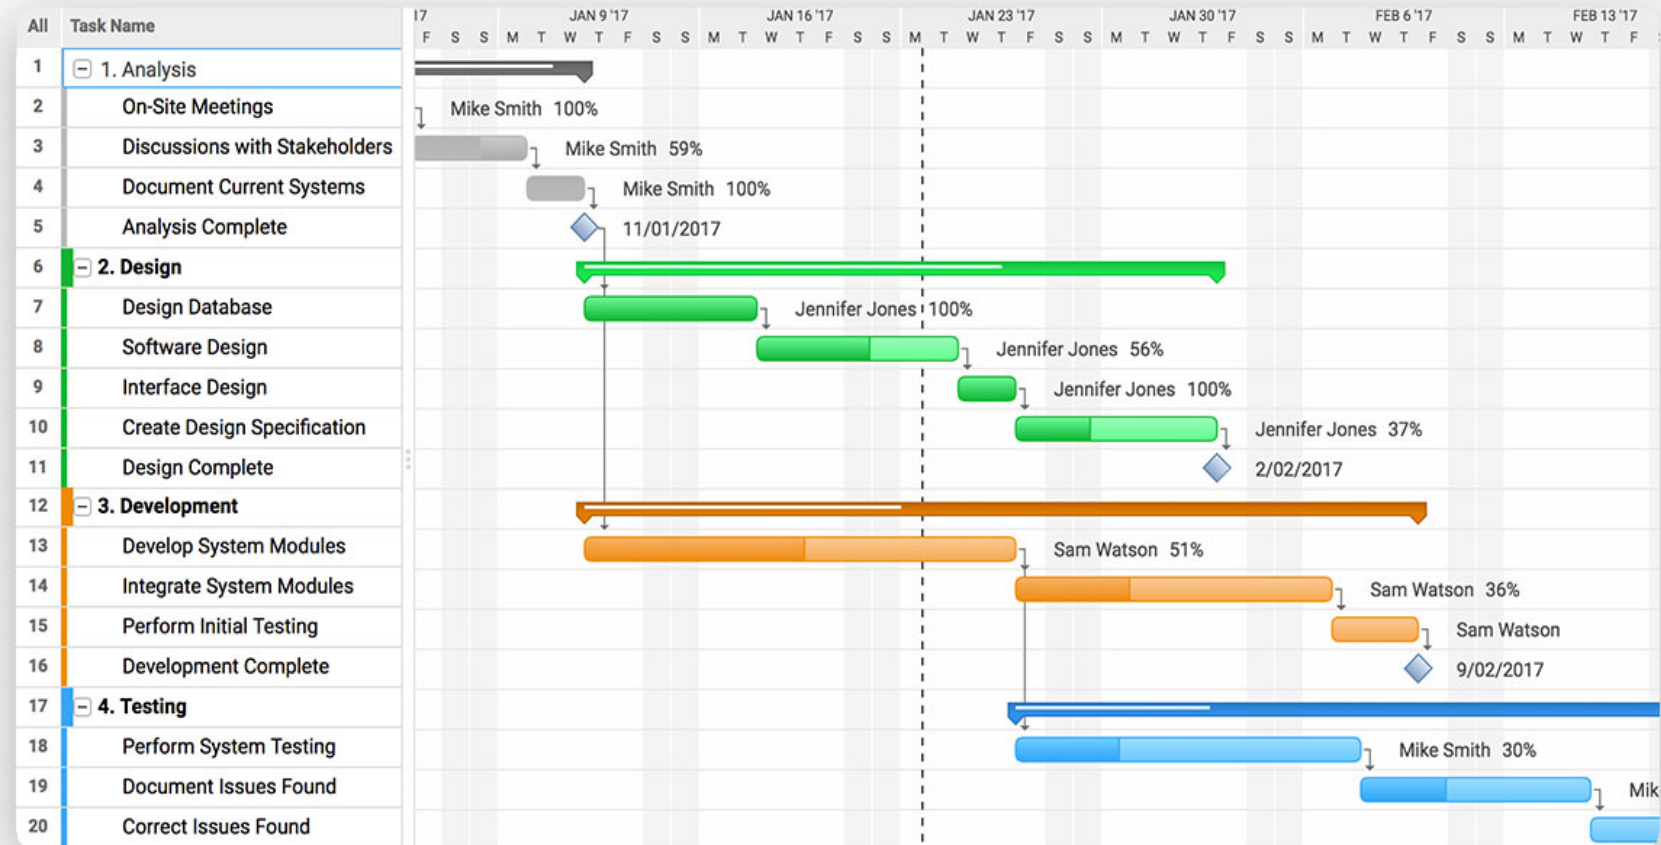 All Task Name 17 JAN 9 '17 JAN 16 '17 JAN 23 '17 JAN 30 '17 FEB 6 '17 FEB 13 '17
F S S M T W T F S S M T W T F S S M T W T F S S M T W T F S S M T W T F S S M T W T F
1 1. Analysis
2 On-Site Meetings Mike Smith 100%
3 Discussions with Stakeholders Mike Smith 59%
4 Document Current Systems Mike Smith 100%
5 Analysis Complete 11/01/2017
6 2. Design
7 Design Database Jennifer Jones 100%
8 Software Design Jennifer Jones 56%
9 Interface Design Jennifer Jones 100%
10 Create Design Specification Jennifer Jones 37%
11 Design Complete 2/02/2017
12 3. Development
13 Develop System Modules Sam Watson 51%
14 Integrate System Modules Sam Watson 36%
15 Perform Initial Testing Sam Watson
16 Development Complete 9/02/2017
17 4. Testing
18 Perform System Testing Mike Smith 30%
19 Document Issues Found Mik
20 Correct Issues Found